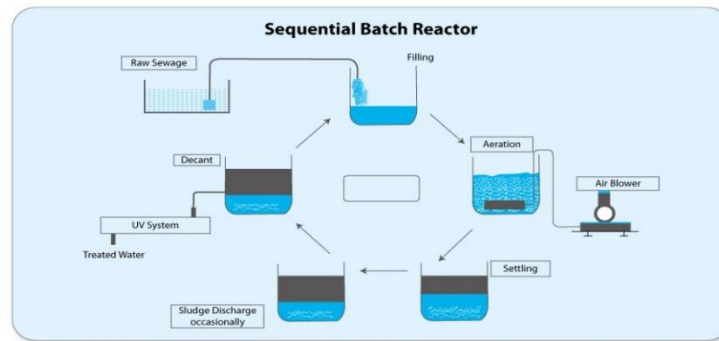 Sequential Batch Reactor
Raw Sewage
Filling
Aeration
Decant
Air Blower
UV System
Treated Water
Settling
Sludge Discharge
occasionally